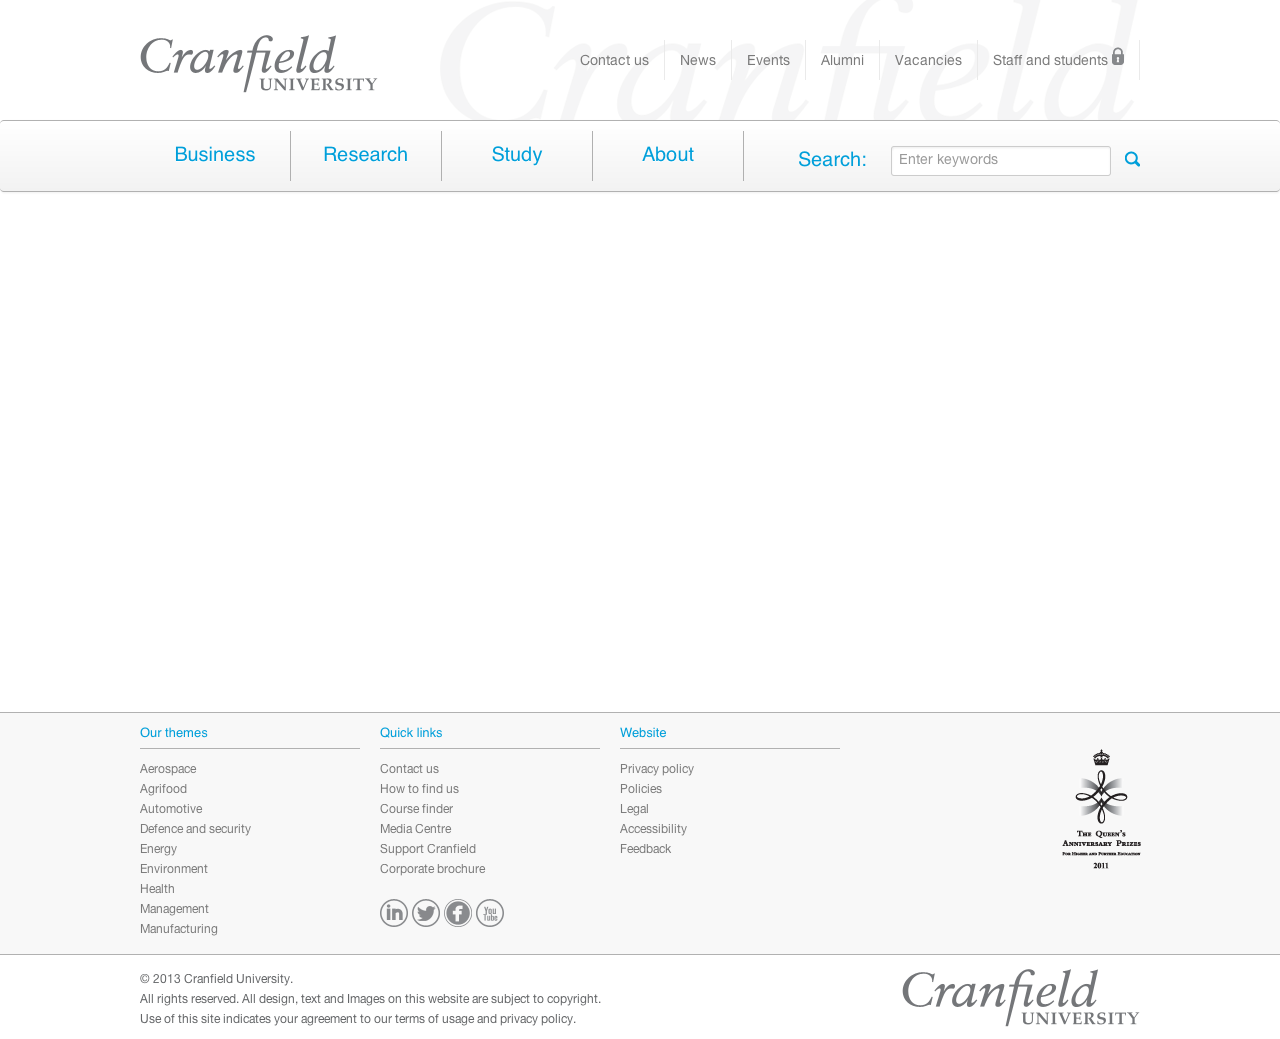 Cranfield
UNIVERSITY
Cranfield
Contact us
News
Events
Alumni
Vacancies
Staff and students
Business
Research
Study
About
Search:
Enter keywords
Our themes
Aerospace
Agrifood
Automotive
Defence and security
Energy
Environment
Health
Management
Manufacturing
Quick links
Contact us
How to find us
Course finder
Media Centre
Support Cranfield
Corporate brochure
in
f
You
Tube
Website
Privacy policy
Policies
Legal
Accessibility
Feedback
The Queen's
Anniversary Prizes
For Higher and Further Education
2011
© 2013 Cranfield University.
All rights reserved. All design, text and Images on this website are subject to copyright.
Use of this site indicates your agreement to our terms of usage and privacy policy.
Cranfield
UNIVERSITY